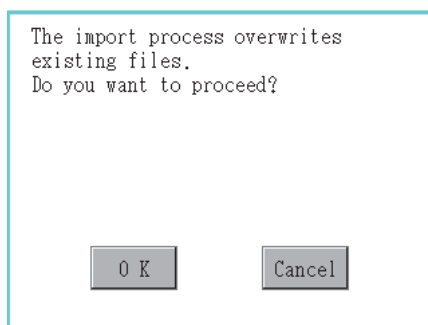 The import process overwrites
existing files.
Do you want to proceed?
O K
Cancel